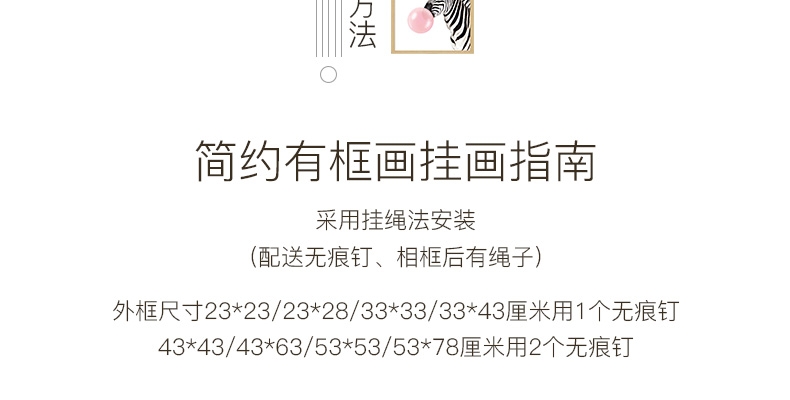 方法
简约有框画挂画指南
采用挂绳法安装
（配送无痕钉、相框后有绳子）
外框尺寸23*23/23*28/33*33/33*43厘米用1个无痕钉
43*43/43*63/53*53/53*78厘米用2个无痕钉